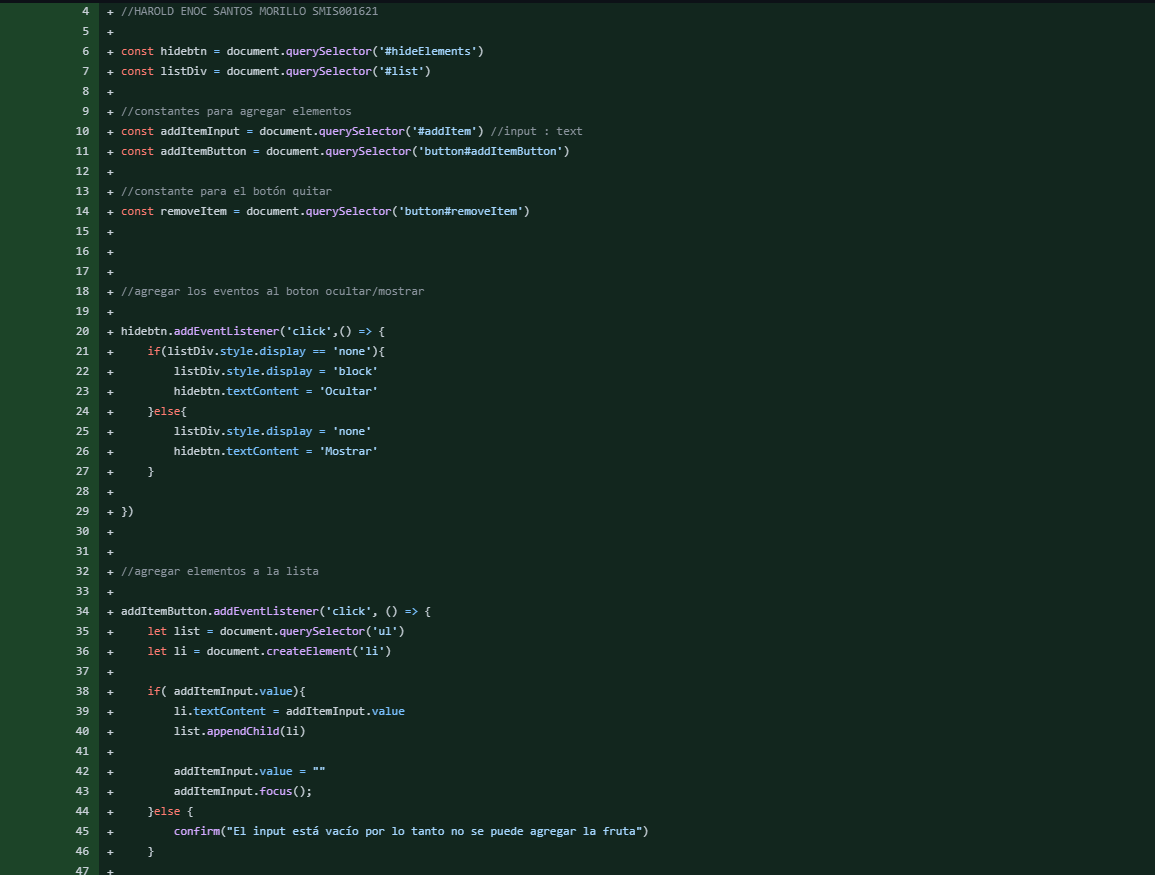 4 + //HAROLD ENOC SANTOS MORILLO SMIS001621
5 +
6 + const hidebtn = document.querySelector('#hideElements')
7 + const listDiv = document.querySelector('#list')
8 +
9 + //constantes para agregar elementos
10 + const addItemInput = document.querySelector('#addItem') //input : text
11 + const addItemButton = document.querySelector('button#addItemButton')
12 +
13 + //constante para el botón quitar
14 + const removeItem = document.querySelector('button#removeItem')
15 +
16 +
17 +
18 + //agregar los eventos al boton ocultar/mostrar
19 +
20 + hidebtn.addEventListener('click',() => {
21 +     if(listDiv.style.display == 'none'){
22 +         listDiv.style.display = 'block'
23 +         hidebtn.textContent = 'Ocultar'
24 +     }else{
25 +         listDiv.style.display = 'none'
26 +         hidebtn.textContent = 'Mostrar'
27 +     }
28 +
29 + })
30 +
31 +
32 + //agregar elementos a la lista
33 +
34 + addItemButton.addEventListener('click', () => {
35 +     let list = document.querySelector('ul')
36 +     let li = document.createElement('li')
37 +
38 +     if( addItemInput.value){
39 +         li.textContent = addItemInput.value
40 +         list.appendChild(li)
41 +
42 +         addItemInput.value = ""
43 +         addItemInput.focus();
44 +     }else {
45 +         confirm("El input está vacío por lo tanto no se puede agregar la fruta")
46 +     }
47 +